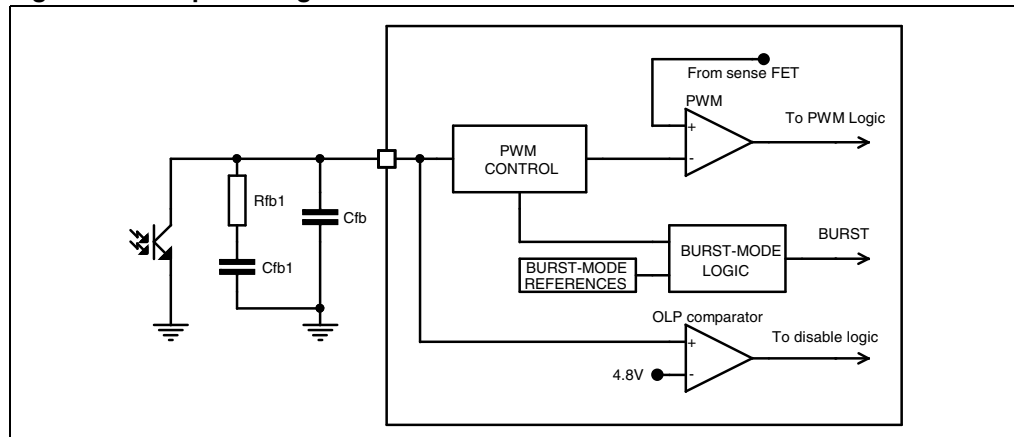 From sense FET
PWM
To PWM Logic
+
-
PWM
CONTROL
Rfb1
Cfb
Cfb1
BURST
BURST-MODE
LOGIC
BURST-MODE
REFERENCES
OLP comparator
To disable logic
+
4.8V
-